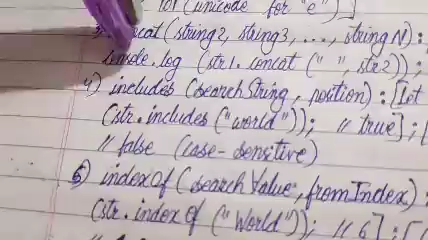 101 (unicode for "e")]
concat (string2, string3, ..., stringN) :
console.log (str1.concat (" ", str2));
4) includes (searchString, position) : [let
(str.includes ("world")); // true] ; [
// false (case-sensitive)
5) indexOf (searchValue, fromIndex) :
(str.indexOf ("World")); // 6] ; [